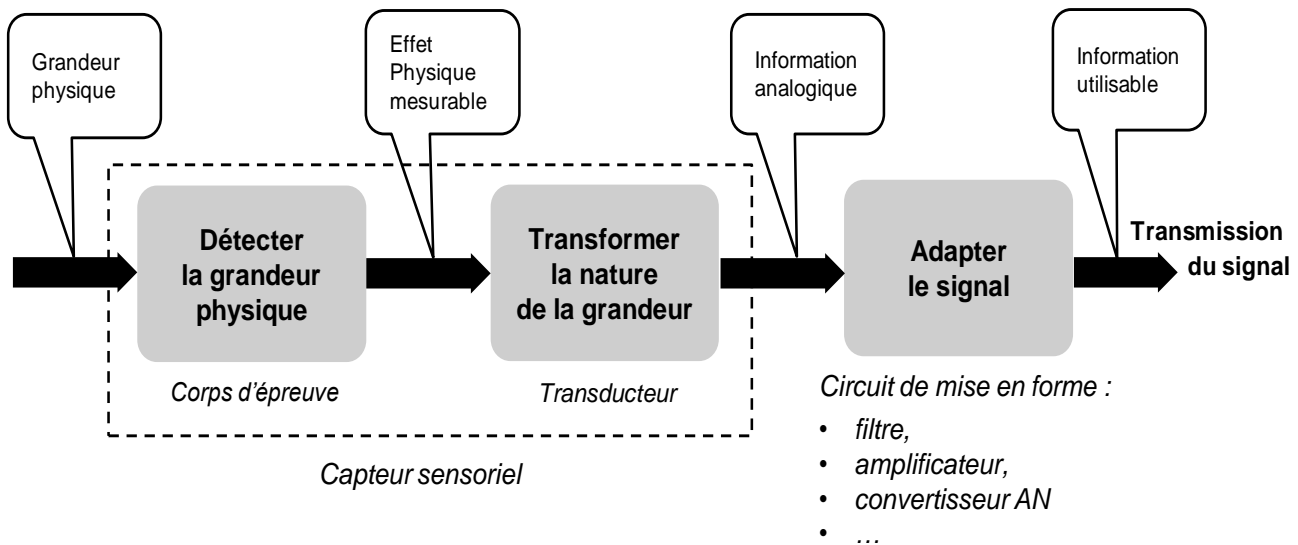 Grandeur
physique
Effet
Physique
mesurable
Information
analogique
Information
utilisable
Détecter
la grandeur
physique
Transformer
la nature
de la grandeur
Adapter
le signal
Transmission
du signal
Corps d’épreuve
Transducteur
Capteur sensoriel
Circuit de mise en forme :
• filtre,
• amplificateur,
• convertisseur AN
• ...